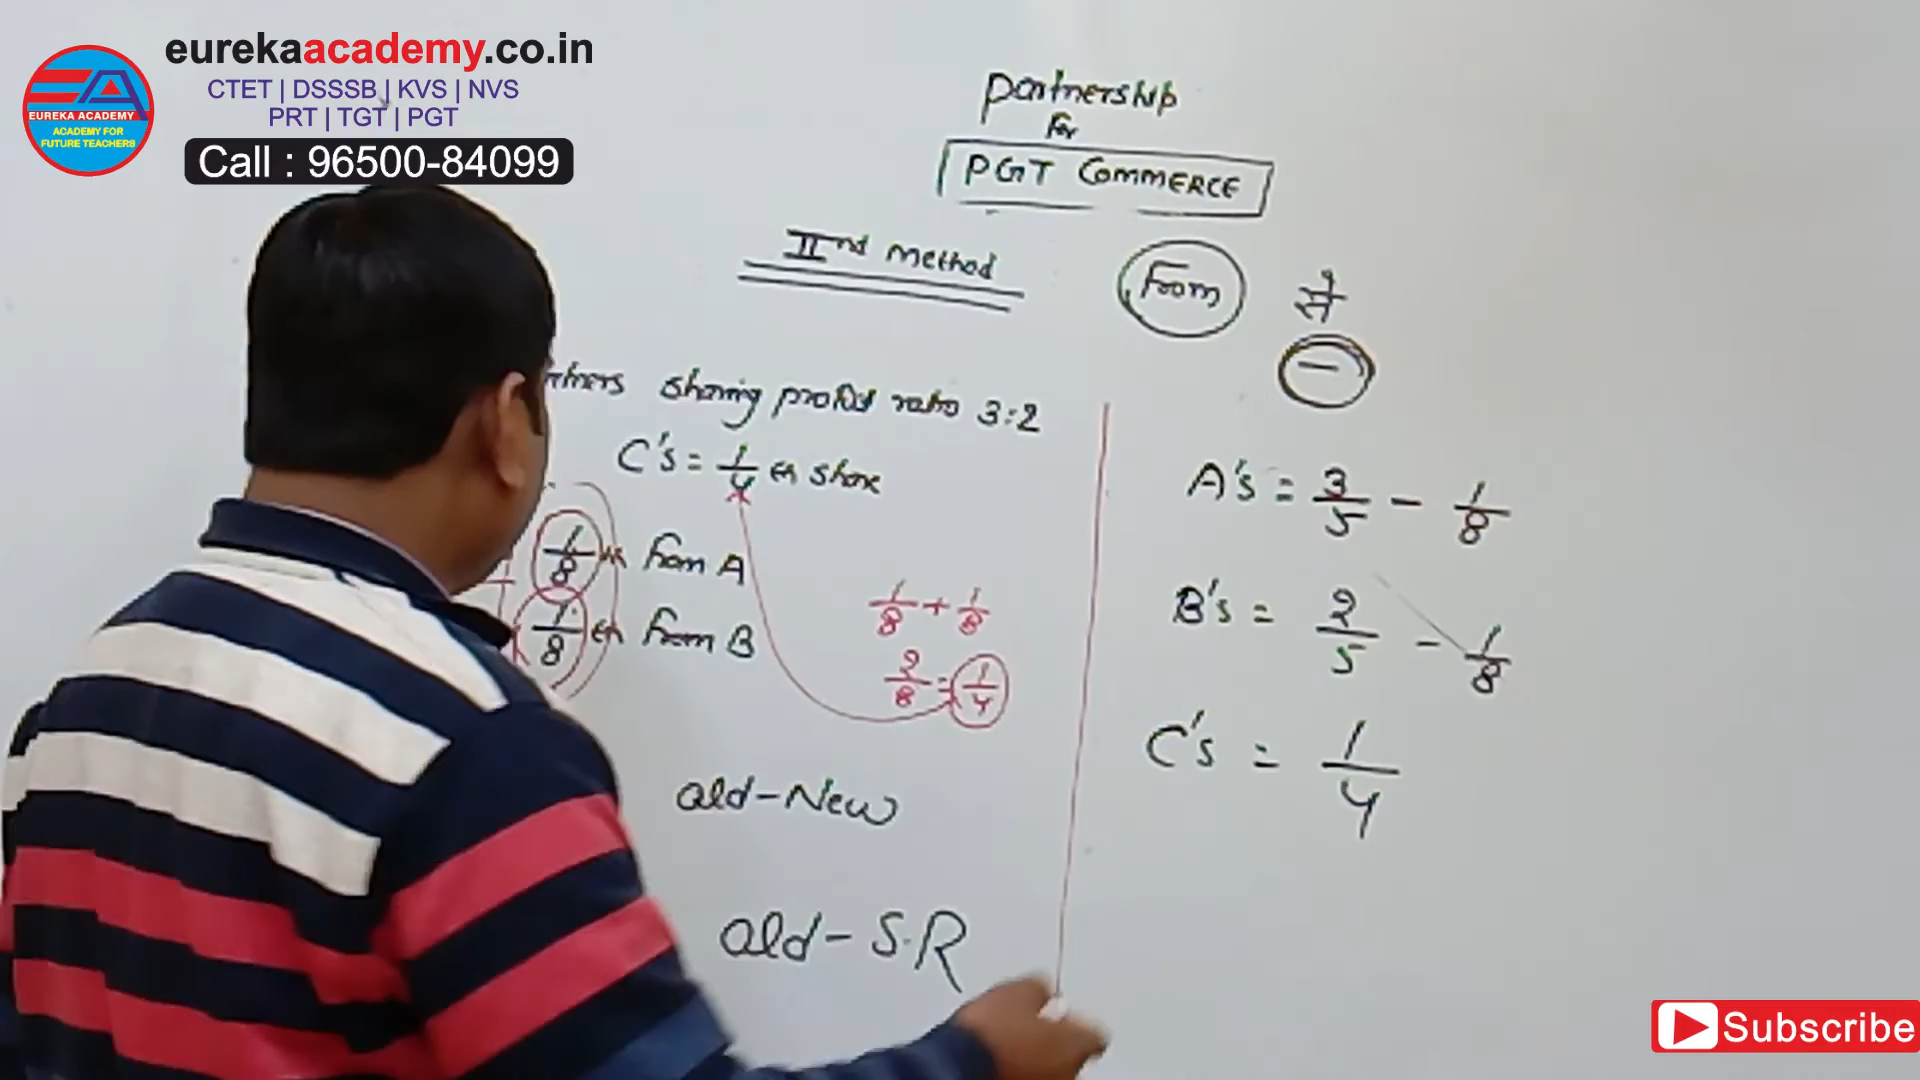 eurekaacademy.co.in
CTET | DSSSB | KVS | NVS
PRT | TGT | PGT
Call : 96500-84099
EUREKA ACADEMY
ACADEMY FOR
FUTURE TEACHERS
Partnership
For
PGT COMMERCE
IInd Method
From से
−
sharing profit ratio 3:2
C's = 1/4 th share
1/8 th From A
1/8 th From B
1/8 + 1/8
2/8 = 1/4
old - New
old - S.R
A's = 3/5 - 1/8
B's = 2/5 - 1/8
C's = 1/4
Subscribe